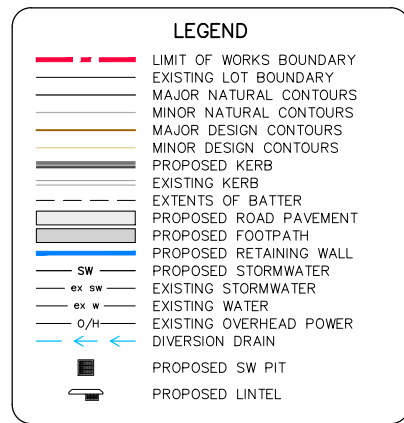 LEGEND
LIMIT OF WORKS BOUNDARY
EXISTING LOT BOUNDARY
MAJOR NATURAL CONTOURS
MINOR NATURAL CONTOURS
MAJOR DESIGN CONTOURS
MINOR DESIGN CONTOURS
PROPOSED KERB
EXISTING KERB
EXTENTS OF BATTER
PROPOSED ROAD PAVEMENT
PROPOSED FOOTPATH
PROPOSED RETAINING WALL
SW PROPOSED STORMWATER
ex sw EXISTING STORMWATER
ex w EXISTING WATER
O/H EXISTING OVERHEAD POWER
DIVERSION DRAIN
PROPOSED SW PIT
PROPOSED LINTEL